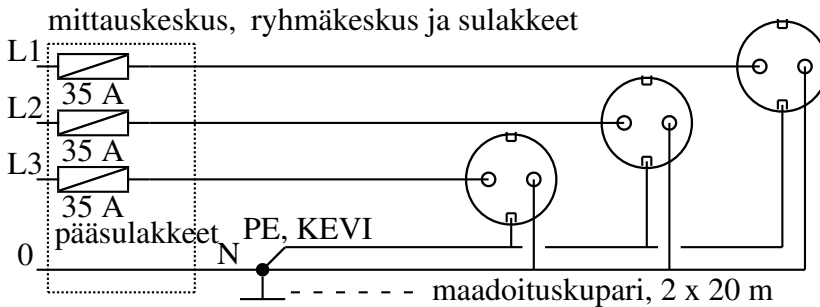 mittauskeskus, ryhmäkeskus ja sulakkeet
L1
35 A
L2
35 A
L3
35 A
pääsulakkeet
N
PE, KEVI
0
maadoituskupari, 2 x 20 m